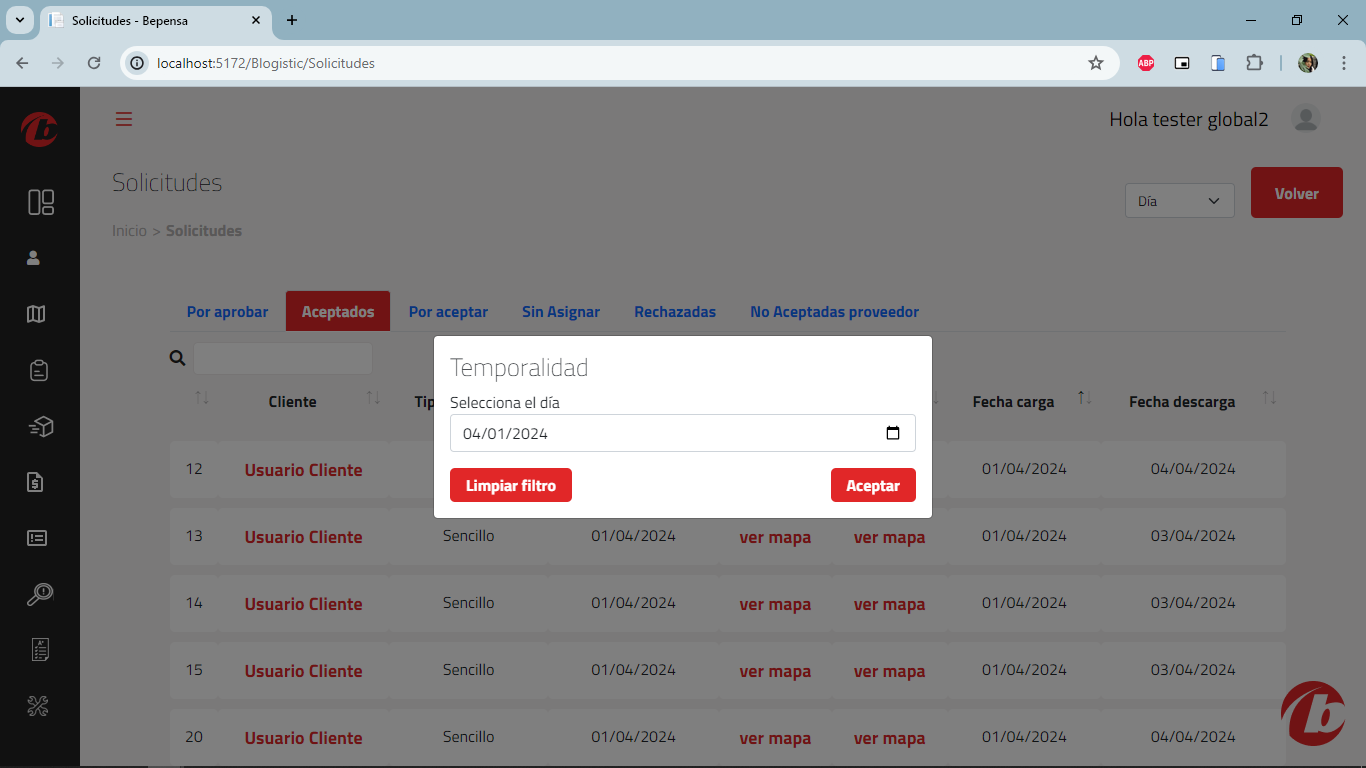 Solicitudes - Bepensa
localhost:5172/Blogistic/Solicitudes
ABP
Hola tester global2
Solicitudes
Día
Volver
Inicio > Solicitudes
Por aprobar
Aceptados
Por aceptar
Sin Asignar
Rechazadas
No Aceptadas proveedor
Temporalidad
Selecciona el día
04/01/2024
Limpiar filtro
Aceptar
Cliente
Tip
Fecha carga
Fecha descarga
12 Usuario Cliente 01/04/2024 04/04/2024
13 Usuario Cliente Sencillo 01/04/2024 ver mapa ver mapa 01/04/2024 03/04/2024
14 Usuario Cliente Sencillo 01/04/2024 ver mapa ver mapa 01/04/2024 03/04/2024
15 Usuario Cliente Sencillo 01/04/2024 ver mapa ver mapa 01/04/2024 03/04/2024
20 Usuario Cliente Sencillo 01/04/2024 ver mapa ver mapa 01/04/2024 04/04/2024